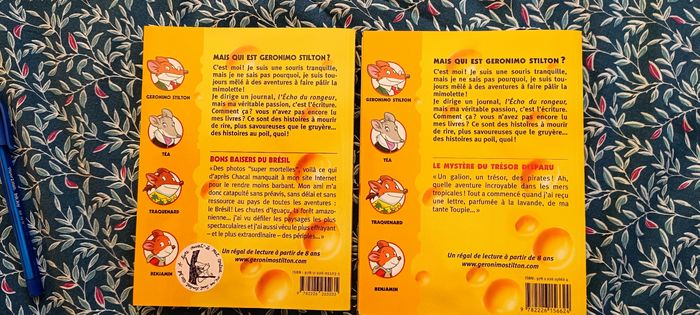 MAIS QUI EST GERONIMO STILTON ?
C'est moi ! Je suis une souris tranquille,
mais je ne sais pas pourquoi, je suis tou-
jours mêlé à des aventures à faire pâlir la
mimolette !
Je dirige un journal, l'Écho du rongeur,
mais ma véritable passion, c'est l'écriture.
Comment ça ? vous n'avez pas encore lu
mes livres ? Ce sont des histoires à mourir
de rire, plus savoureuses que le gruyère...
des histoires au poil, quoi !
GERONIMO STILTON
TEA
TRAQUENARD
BENJAMIN
BONS BAISERS DU BRÉSIL
«Des photos "super mortelles", voilà ce qui
d'après Chacal manquait à mon site Internet
pour le rendre moins barbant. Mon ami m'a
donc catapulté sans préavis, sans délai et sans
ressource au pays de toutes les aventures :
le Brésil ! Les chutes d'Iguaçu, la forêt amazo-
nienne... j'ai vu défiler les paysages les plus
spectaculaires et j'ai aussi vécu le plus effrayant
– et le plus extraordinaire – des périples...»
Un régal de lecture à partir de 8 ans
www.geronimostilton.com
MAIS QUI EST GERONIMO STILTON ?
C'est moi ! Je suis une souris tranquille,
mais je ne sais pas pourquoi, je suis tou-
jours mêlé à des aventures à faire pâlir la
mimolette !
Je dirige un journal, l'Écho du rongeur,
mais ma véritable passion, c'est l'écriture.
Comment ça ? vous n'avez pas encore lu
mes livres ? Ce sont des histoires à mourir
de rire, plus savoureuses que le gruyère...
des histoires au poil, quoi !
GERONIMO STILTON
TEA
TRAQUENARD
BENJAMIN
LE MYSTÈRE DU TRÉSOR DISPARU
« Un galion, un trésor, des pirates ! Ah,
quelle aventure incroyable dans les mers
tropicales ! Tout a commencé quand j'ai reçu
une lettre, parfumée à la lavande, de ma
tante Toupie... »
Un régal de lecture à partir de 8 ans
www.geronimostilton.com
9 782226 156624